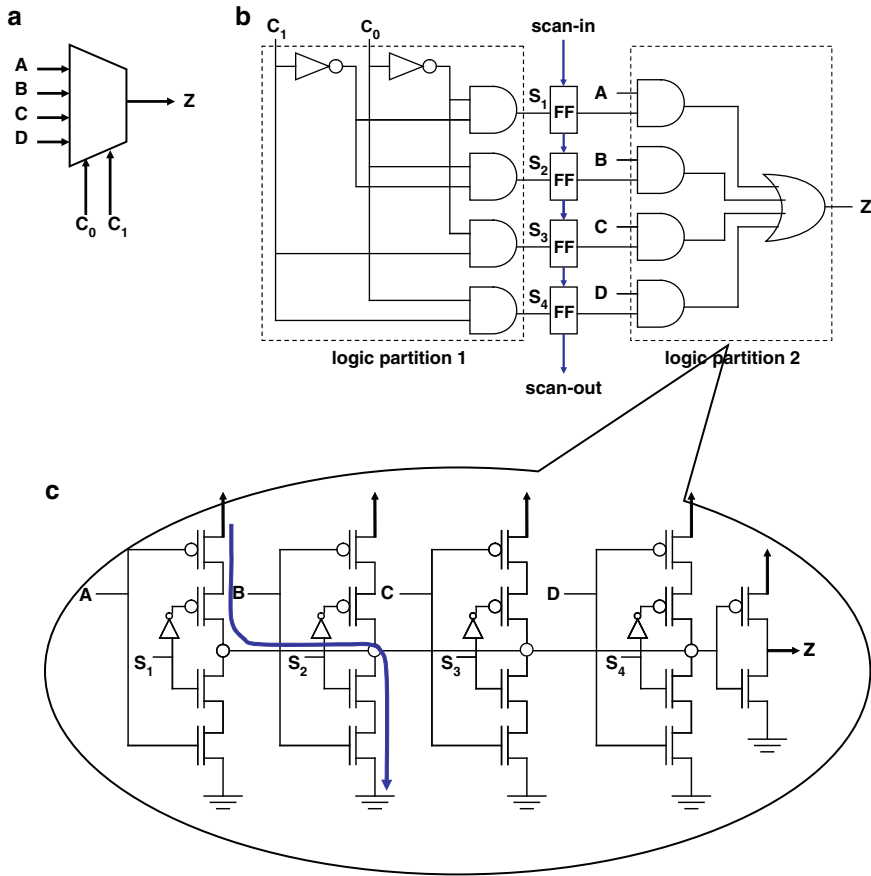 a
A
B
C
D
Z
C0 C1
b
C1 C0 scan-in
S1 FF A
S2 FF B
S3 FF C
S4 FF D
Z
logic partition 1 logic partition 2
scan-out
c
A B C D
S1 S2 S3 S4 Z